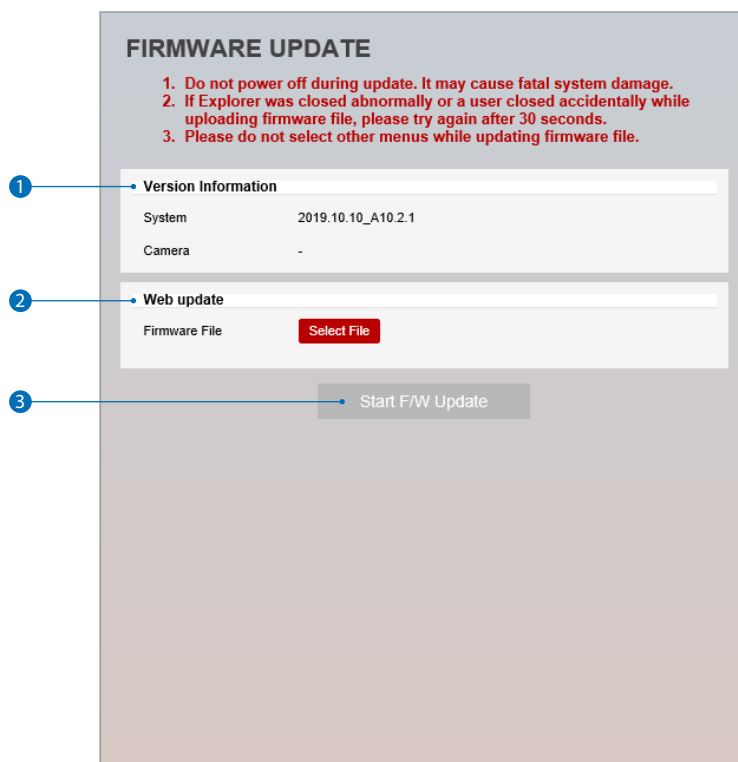 FIRMWARE UPDATE
1. Do not power off during update. It may cause fatal system damage.
2. If Explorer was closed abnormally or a user closed accidentally while
uploading firmware file, please try again after 30 seconds.
3. Please do not select other menus while updating firmware file.
1 Version Information
System 2019.10.10_A10.2.1
Camera -
2 Web update
Firmware File Select File
3 Start F/W Update